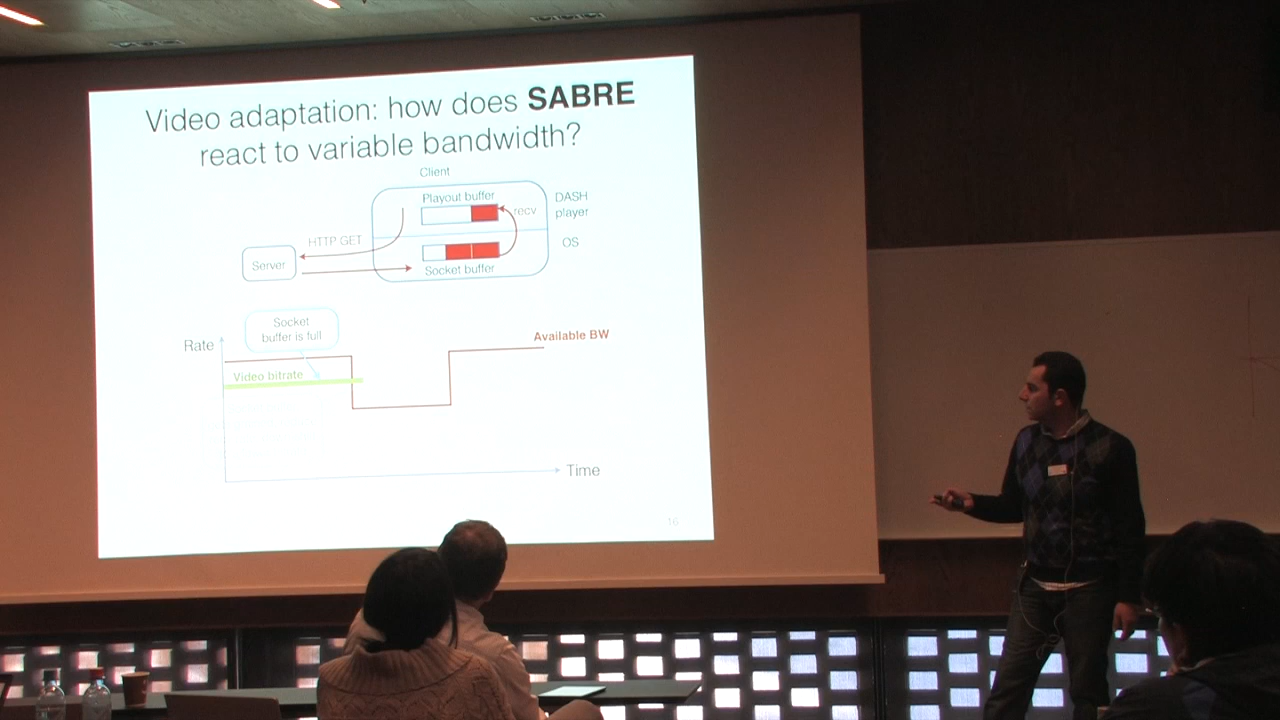 Video adaptation: how does SABRE
react to variable bandwidth?
Client
Playout buffer
DASH
player
recv
HTTP GET
OS
Server
Socket buffer
Socket
buffer is full
Rate
Available BW
Video bitrate
Time
16